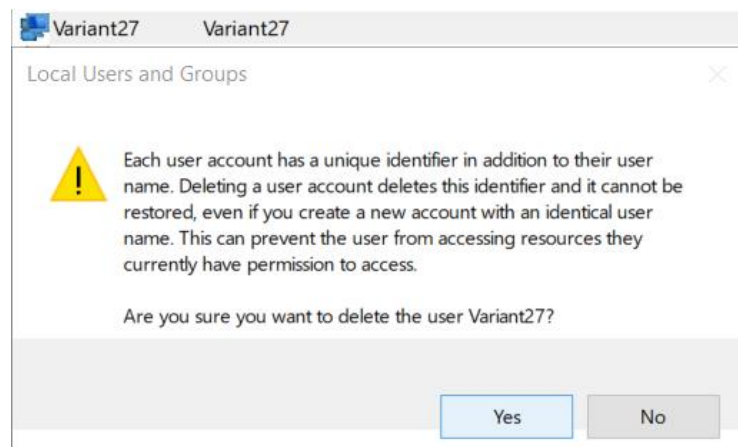 Variant27 Variant27
Local Users and Groups
Each user account has a unique identifier in addition to their user
name. Deleting a user account deletes this identifier and it cannot be
restored, even if you create a new account with an identical user
name. This can prevent the user from accessing resources they
currently have permission to access.
Are you sure you want to delete the user Variant27?
Yes No